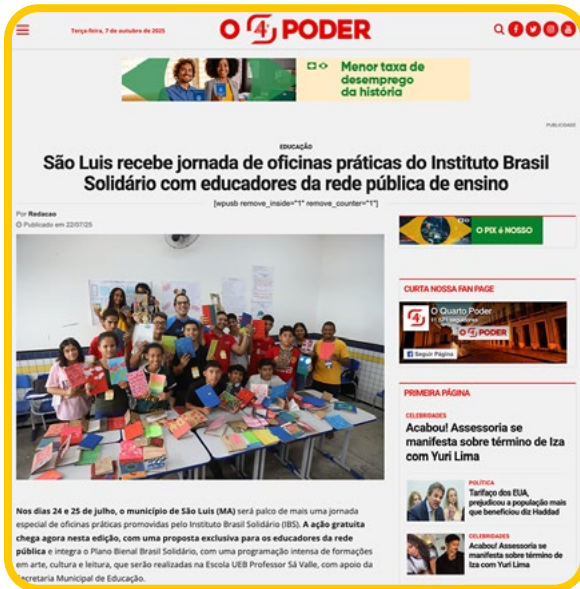 Terça-feira, 7 de outubro de 2025
O 4 PODER
Menor taxa de
desemprego
da história
PUBLICIDADE
EDUCAÇÃO
São Luis recebe jornada de oficinas práticas do Instituto Brasil
Solidário com educadores da rede pública de ensino
[wpusb remove_inside="1" remove_counter="1"]
Por Redacao
Publicado em 22/07/25
O PIX é NOSSO
CURTA NOSSA FAN PAGE
O Quarto Poder
seguidores
O 4 PODER
Seguir Página
PRIMEIRA PÁGINA
CELEBRIDADES
Acabou! Assessoria se
manifesta sobre término de Iza
com Yuri Lima
POLÍTICA
Tarifaço dos EUA,
prejudicou a população mais
que beneficiou diz Haddad
CELEBRIDADES
Acabou! Assessoria se
manifesta sobre término de
Iza com Yuri Lima
Nos dias 24 e 25 de julho, o município de São Luis (MA) será palco de mais uma jornada
especial de oficinas práticas promovidas pelo Instituto Brasil Solidário (IBS). A ação gratuita
chega agora nesta edição, com uma proposta exclusiva para os educadores da rede
pública e integra o Plano Bienal Brasil Solidário, com uma programação intensa de formações
em arte, cultura e leitura, que serão realizadas na Escola UEB Professor Sá Valle, com apoio da
Secretaria Municipal de Educação.